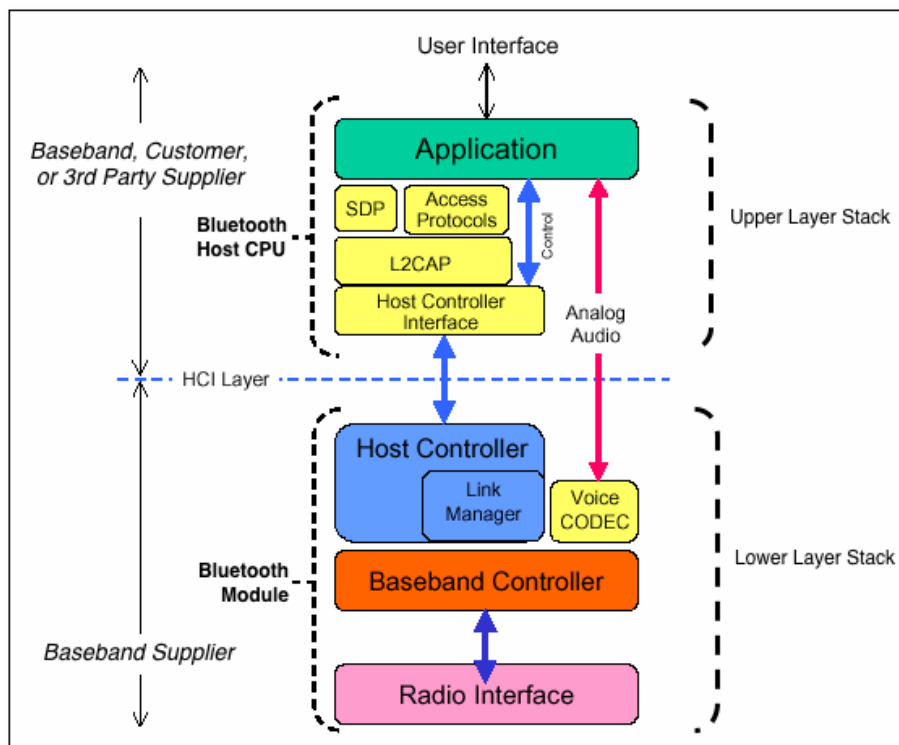 User Interface
Baseband, Customer,
or 3rd Party Supplier
Bluetooth
Host CPU
Application
SDP
Access
Protocols
Control
L2CAP
Host Controller
Interface
Analog
Audio
Upper Layer Stack
HCI Layer
Host Controller
Link
Manager
Voice
CODEC
Bluetooth
Module
Baseband Controller
Lower Layer Stack
Baseband Supplier
Radio Interface